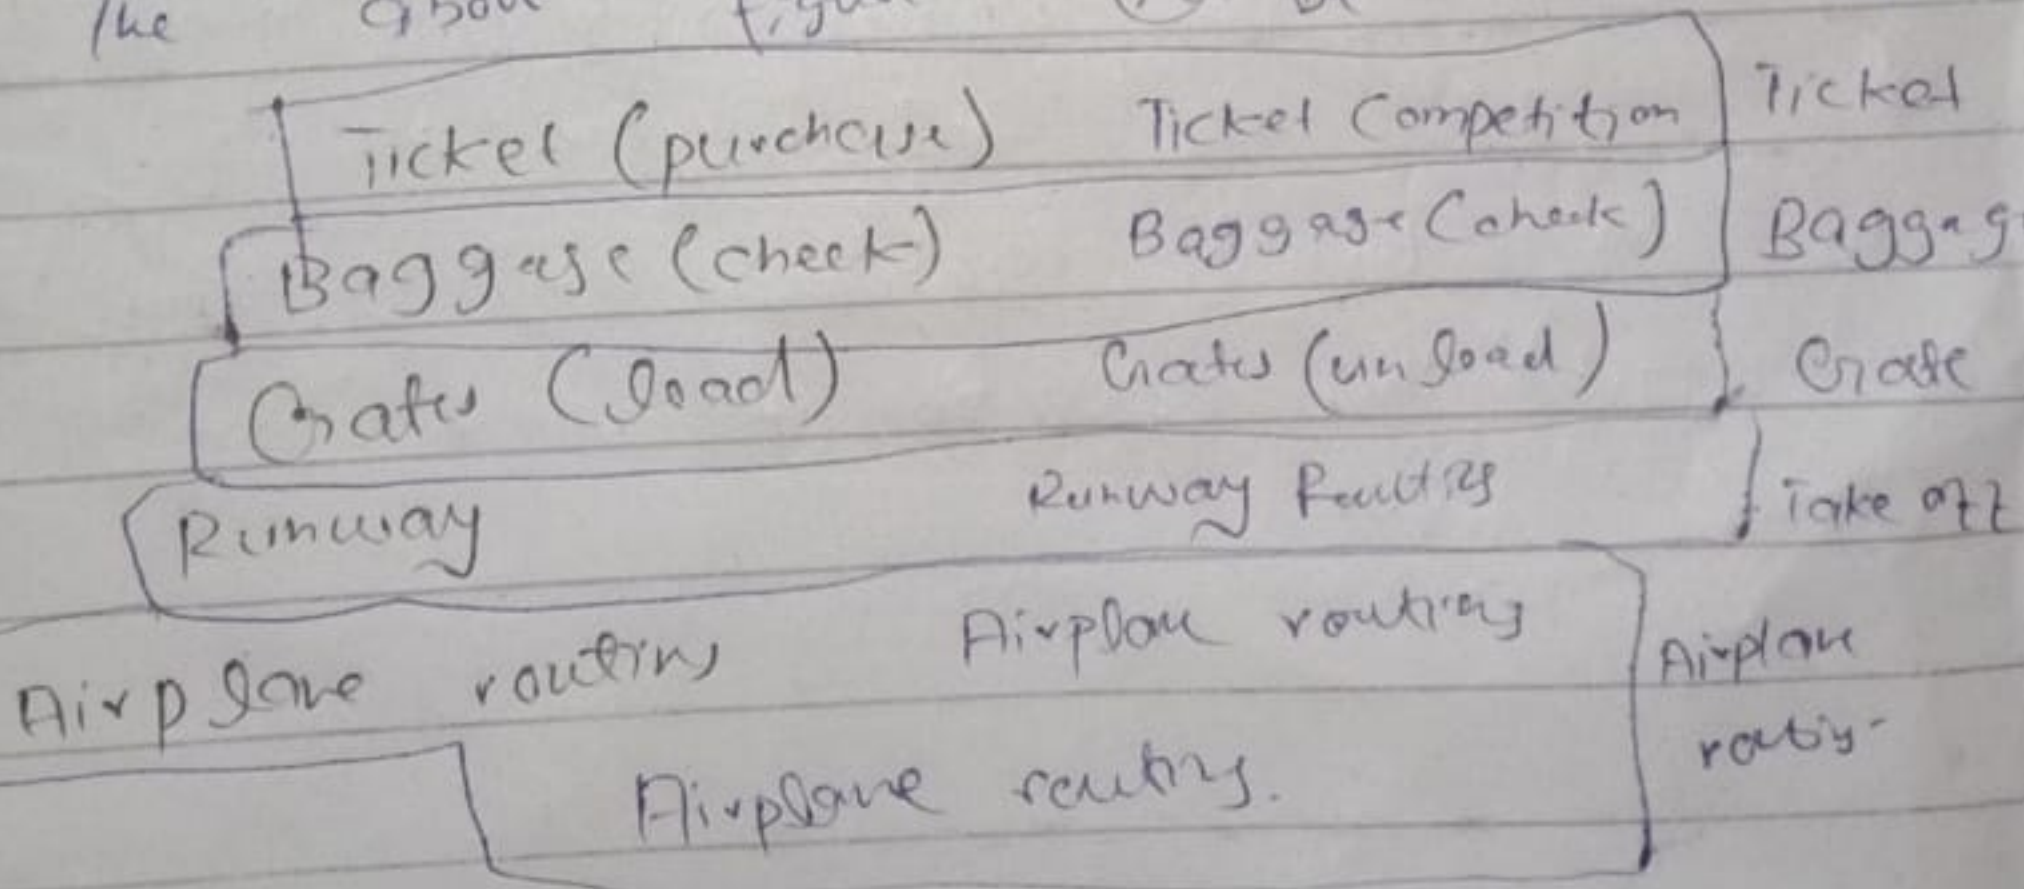 The
Ticket (purchase) Ticket Competition Ticket
Baggage (check) Baggage (check) Baggag
Gates (load) Gates (unload) Gate
Runway Runway Take off
Airplane routing Airplane routing Airplane
Airplane routing. routing